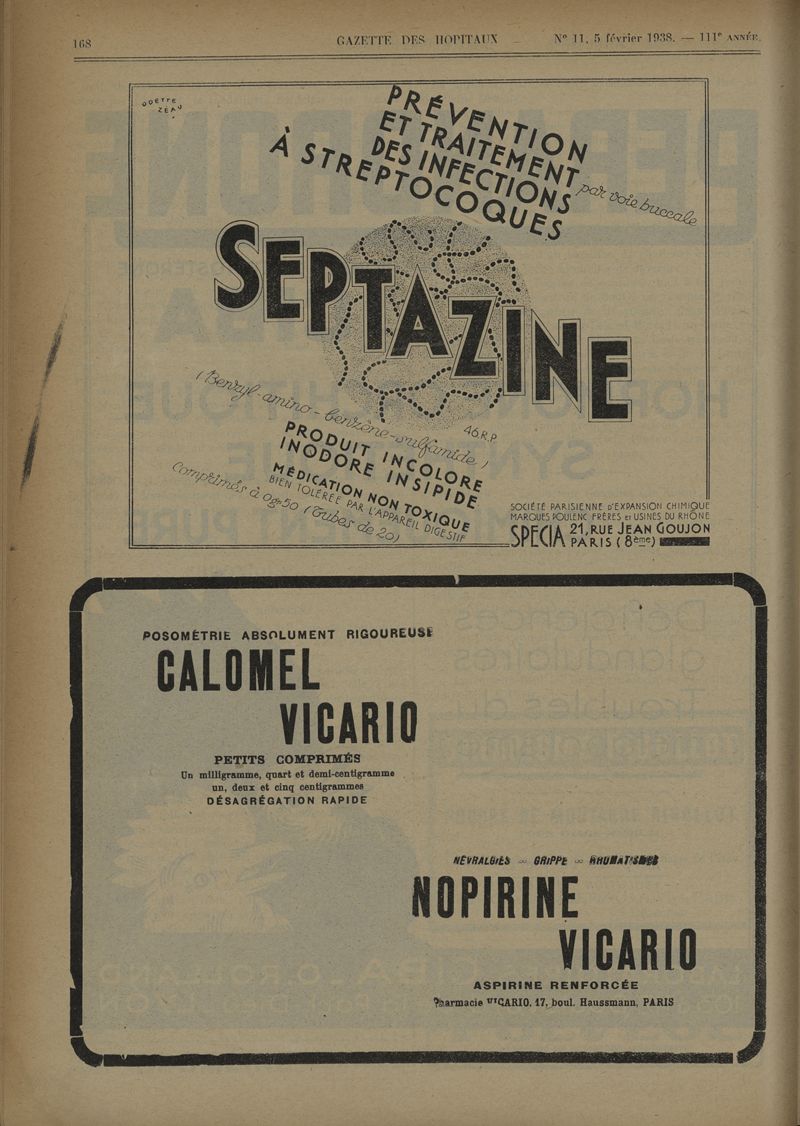 168
GAZETTE DES HOPITAUX
Nº 11, 5 février 1938. — 111e ANNÉE.
ODETTE
ZÉAU
PRÉVENTION
ET TRAITEMENT
DES INFECTIONS
À STREPTOCOQUES
par voie buccale
SEPTAZINE
(Benzyl-amino-benzène-sulfamide)
46.R.P
PRODUIT INCOLORE
INODORE INSIPIDE
MÉDICATION NON TOXIQUE
BIEN TOLÉRÉE PAR L'APPAREIL DIGESTIF
Comprimés à 0gr50 (Tubes de 20)
SOCIÉTÉ PARISIENNE D'EXPANSION CHIMIQUE
MARQUES POULENC FRÈRES ET USINES DU RHÔNE
SPECIA 21, RUE JEAN GOUJON
PARIS (8ème)
POSOMÉTRIE ABSOLUMENT RIGOUREUSE
CALOMEL
VICARIO
PETITS COMPRIMÉS
Un milligramme, quart et demi-centigramme
un, deux et cinq centigrammes
DÉSAGRÉGATION RAPIDE
NÉVRALGIES - GRIPPE - RHUMATISMES
NOPIRINE
VICARIO
ASPIRINE RENFORCÉE
Pharmacie VICARIO, 17, boul. Haussmann, PARIS